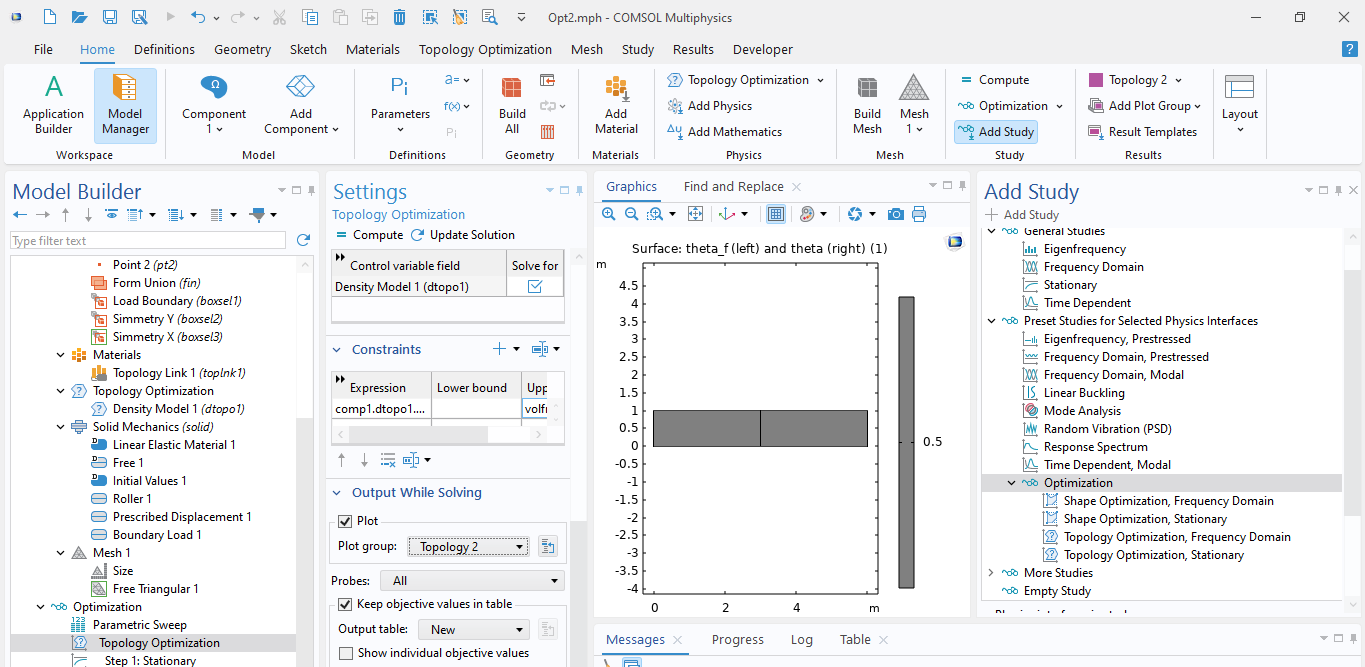 Opt2.mph - COMSOL Multiphysics
File Home Definitions Geometry Sketch Materials Topology Optimization Mesh Study Results Developer
Application Builder
Model Manager
Workspace
Component 1
Add Component
Model
Pi
Parameters
a=
f(x)
Pi
Definitions
Build All
Geometry
Add Material
Materials
Topology Optimization
Add Physics
Add Mathematics
Physics
Build Mesh
Mesh 1
Mesh
Compute
Optimization
Add Study
Study
Topology 2
Add Plot Group
Result Templates
Results
Layout
Model Builder
Type filter text
Point 2 (pt2)
Form Union (fin)
Load Boundary (boxsel1)
Simmetry Y (boxsel2)
Simmetry X (boxsel3)
Materials
Topology Link 1 (toplnk1)
Topology Optimization
Density Model 1 (dtopo1)
Solid Mechanics (solid)
Linear Elastic Material 1
Free 1
Initial Values 1
Roller 1
Prescribed Displacement 1
Boundary Load 1
Mesh 1
Size
Free Triangular 1
Optimization
Parametric Sweep
Topology Optimization
Step 1: Stationary
Settings
Topology Optimization
Compute Update Solution
Control variable field Solve for
Density Model 1 (dtopo1)
Constraints
Expression Lower bound Upp
comp1.dtopo1.... volfr
Output While Solving
Plot
Plot group: Topology 2
Probes: All
Keep objective values in table
Output table: New
Show individual objective values
Graphics Find and Replace
Surface: theta_f (left) and theta (right) (1)
m
4.5
4
3.5
3
2.5
2
1.5
1
0.5
0
-0.5
-1
-1.5
-2
-2.5
-3
-3.5
-4
0 2 4 m
0.5
Messages Progress Log Table
Add Study
Add Study
General Studies
Eigenfrequency
Frequency Domain
Stationary
Time Dependent
Preset Studies for Selected Physics Interfaces
Eigenfrequency, Prestressed
Frequency Domain, Prestressed
Frequency Domain, Modal
Linear Buckling
Mode Analysis
Random Vibration (PSD)
Response Spectrum
Time Dependent, Modal
Optimization
Shape Optimization, Frequency Domain
Shape Optimization, Stationary
Topology Optimization, Frequency Domain
Topology Optimization, Stationary
More Studies
Empty Study